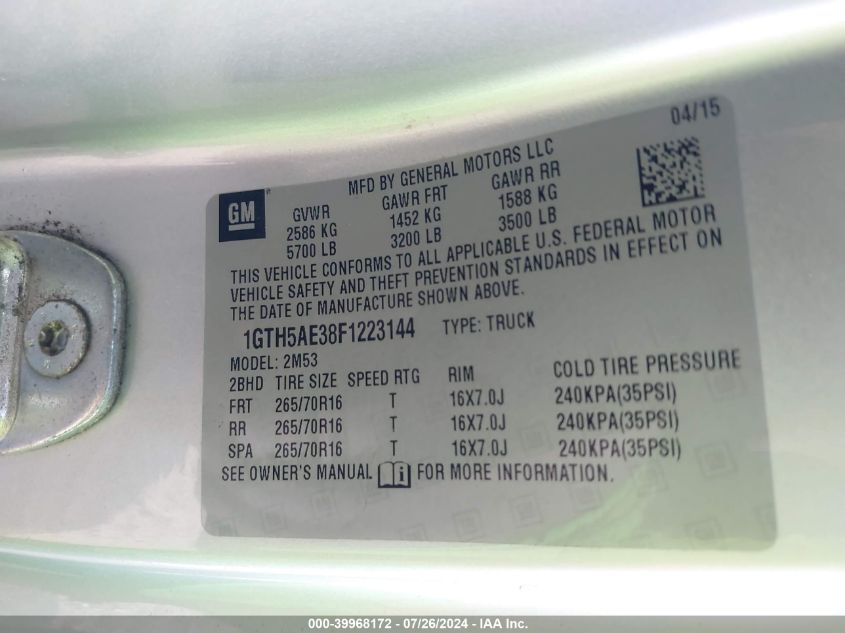 04/15
MFD BY GENERAL MOTORS LLC
GM
GVWR GAWR FRT GAWR RR
2586 KG 1452 KG 1588 KG
5700 LB 3200 LB 3500 LB
THIS VEHICLE CONFORMS TO ALL APPLICABLE U.S. FEDERAL MOTOR
VEHICLE SAFETY AND THEFT PREVENTION STANDARDS IN EFFECT ON
THE DATE OF MANUFACTURE SHOWN ABOVE.
1GTH5AE38F1223144 TYPE: TRUCK
MODEL: 2M53
2BHD TIRE SIZE SPEED RTG RIM COLD TIRE PRESSURE
FRT 265/70R16 T 16X7.0J 240KPA(35PSI)
RR 265/70R16 T 16X7.0J 240KPA(35PSI)
SPA 265/70R16 T 16X7.0J 240KPA(35PSI)
SEE OWNER'S MANUAL i FOR MORE INFORMATION.
000-39968172 / 07/26/2024 - IAA Inc.